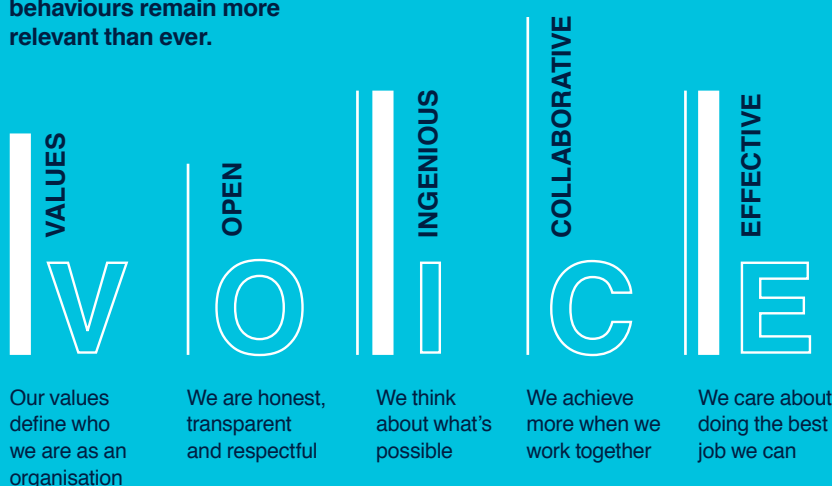 behaviours remain more
relevant than ever.
VALUES
V
Our values
define who
we are as an
organisation
OPEN
O
We are honest,
transparent
and respectful
INGENIOUS
I
We think
about what's
possible
COLLABORATIVE
C
We achieve
more when we
work together
EFFECTIVE
E
We care about
doing the best
job we can